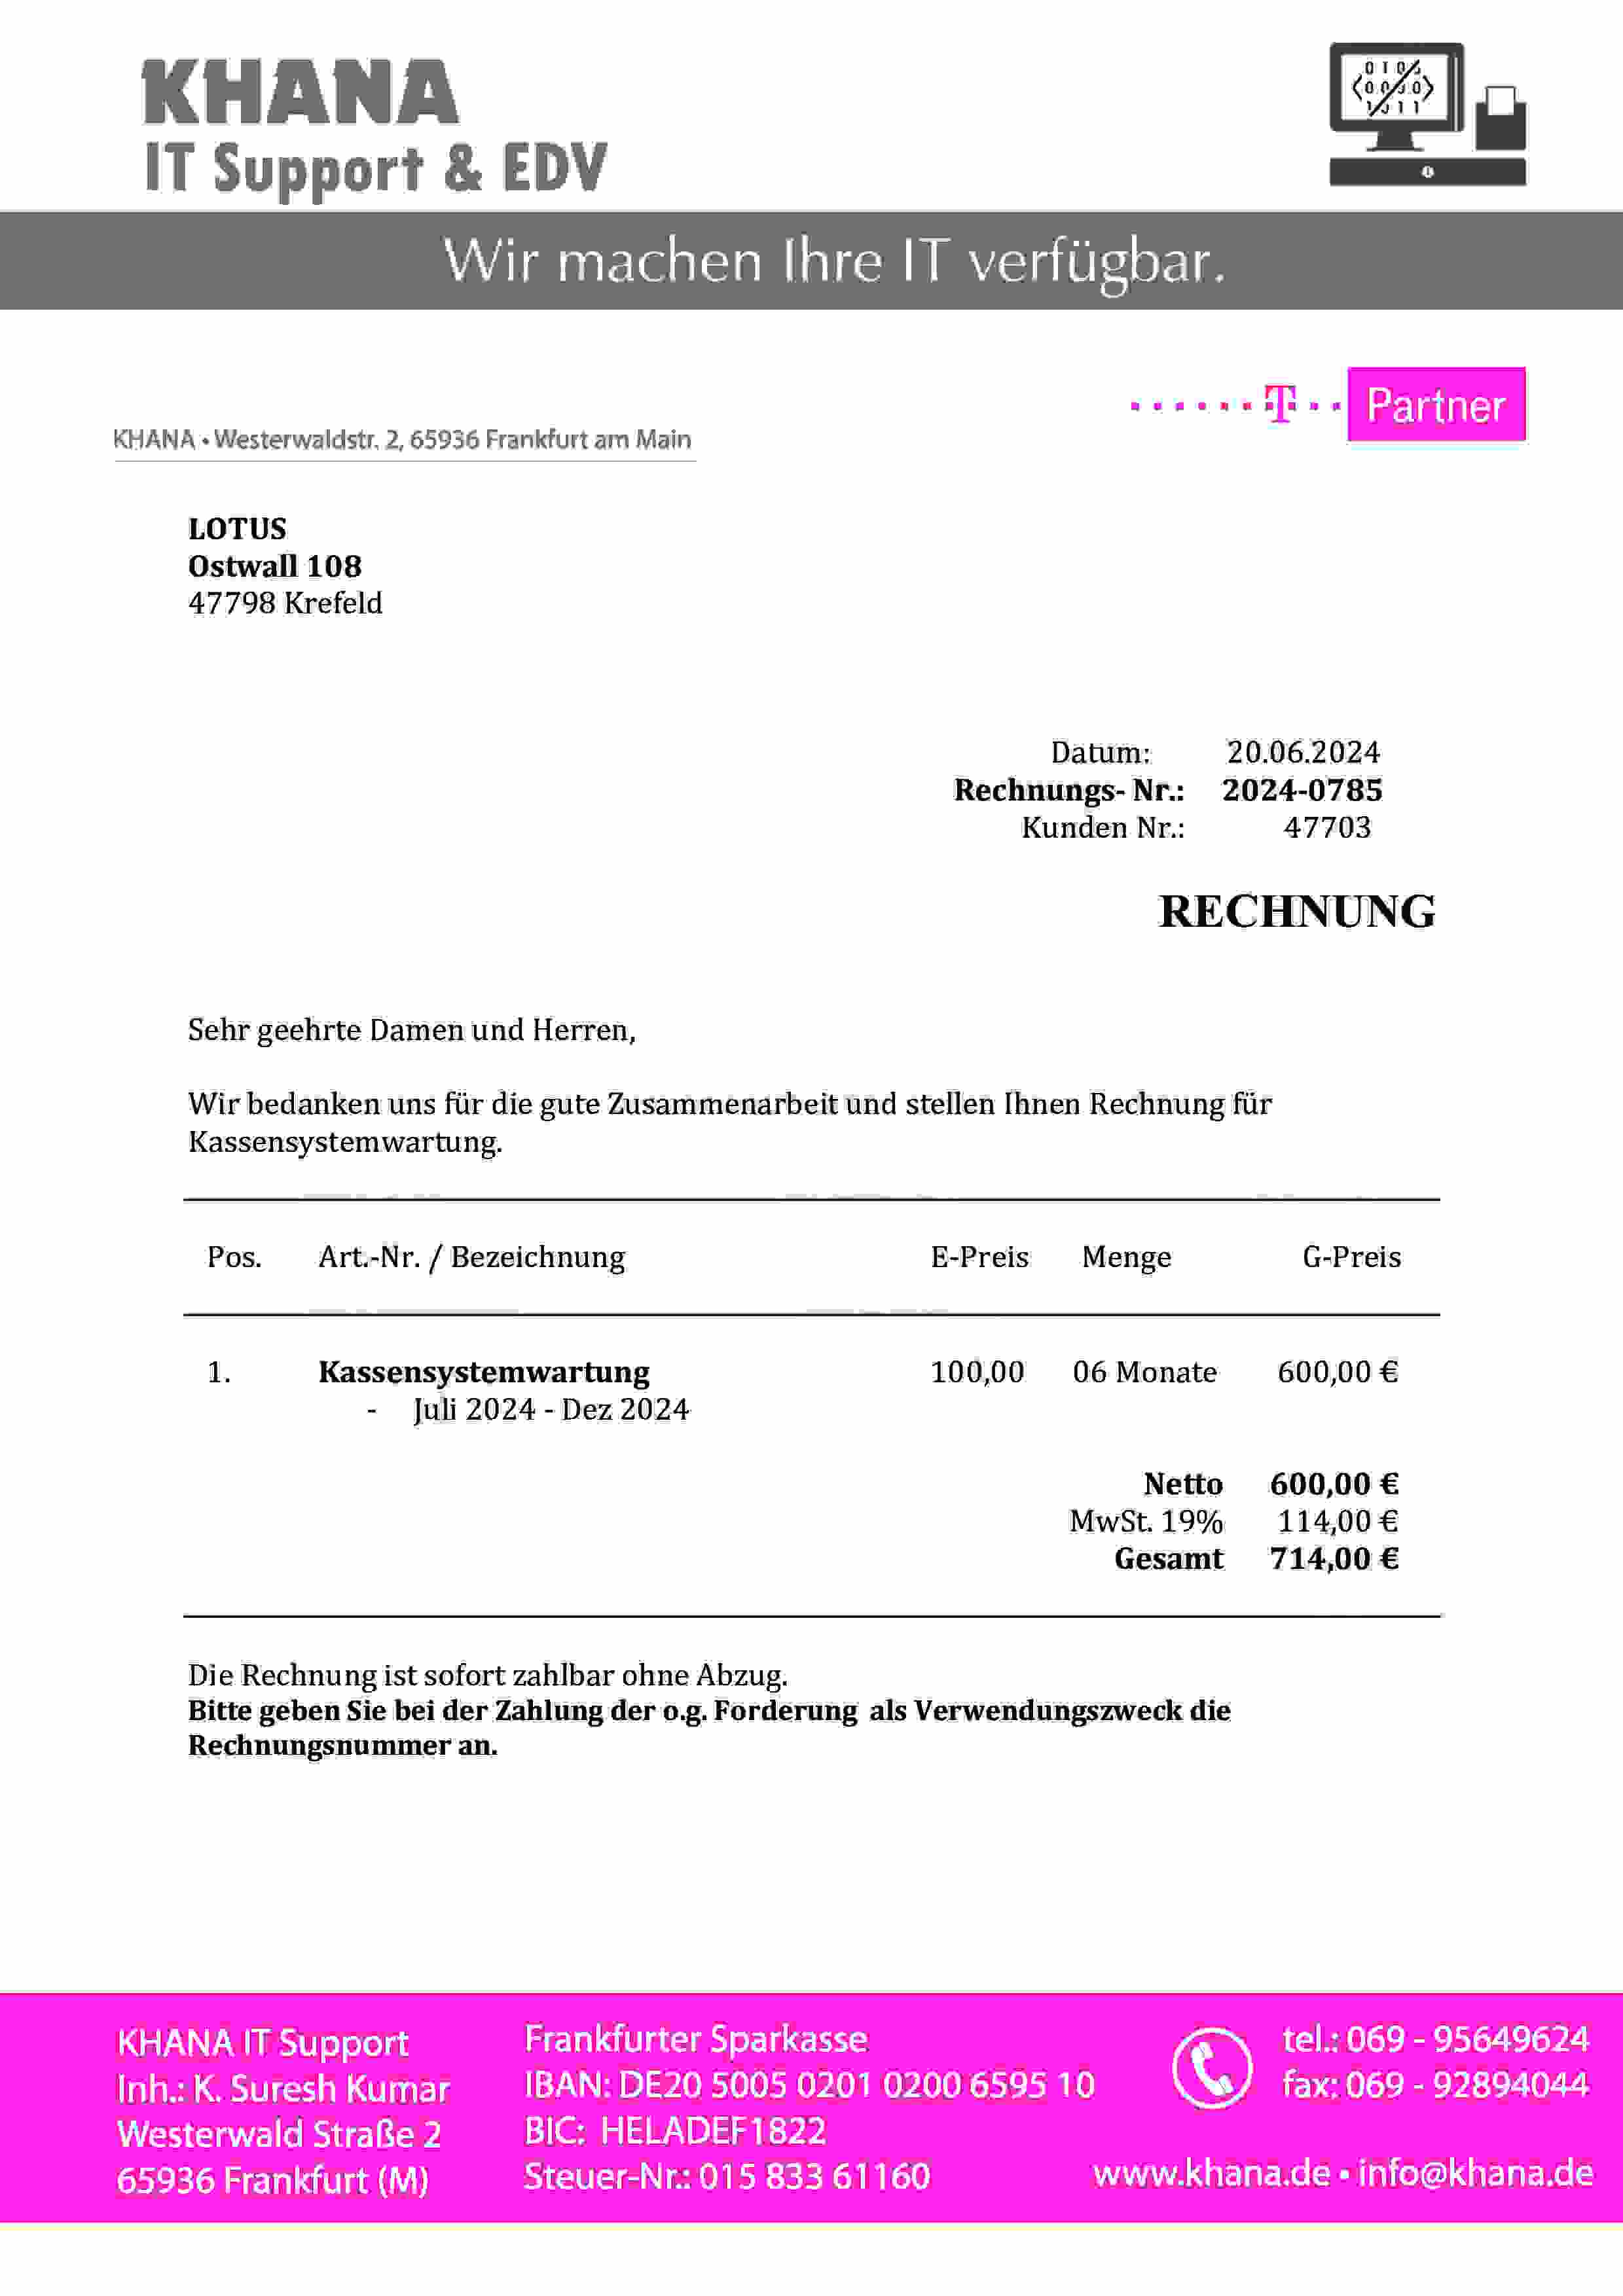 KHANA
IT Support & EDV
Wir machen Ihre IT verfügbar.
T Partner
KHANA • Westerwaldstr. 2, 65936 Frankfurt am Main
LOTUS
Ostwall 108
47798 Krefeld
Datum: 20.06.2024
Rechnungs- Nr.: 2024-0785
Kunden Nr.: 47703
RECHNUNG
Sehr geehrte Damen und Herren,
Wir bedanken uns für die gute Zusammenarbeit und stellen Ihnen Rechnung für
Kassensystemwartung.
Pos. Art.-Nr. / Bezeichnung E-Preis Menge G-Preis
1. Kassensystemwartung 100,00 06 Monate 600,00 €
- Juli 2024 - Dez 2024
Netto 600,00 €
MwSt. 19% 114,00 €
Gesamt 714,00 €
Die Rechnung ist sofort zahlbar ohne Abzug.
Bitte geben Sie bei der Zahlung der o.g. Forderung als Verwendungszweck die
Rechnungsnummer an.
KHANA IT Support
Inh.: K. Suresh Kumar
Westerwald Straße 2
65936 Frankfurt (M)
Frankfurter Sparkasse
IBAN: DE20 5005 0201 0200 6595 10
BIC: HELADEF1822
Steuer-Nr.: 015 833 61160
tel.: 069 - 95649624
fax: 069 - 92894044
www.khana.de • info@khana.de